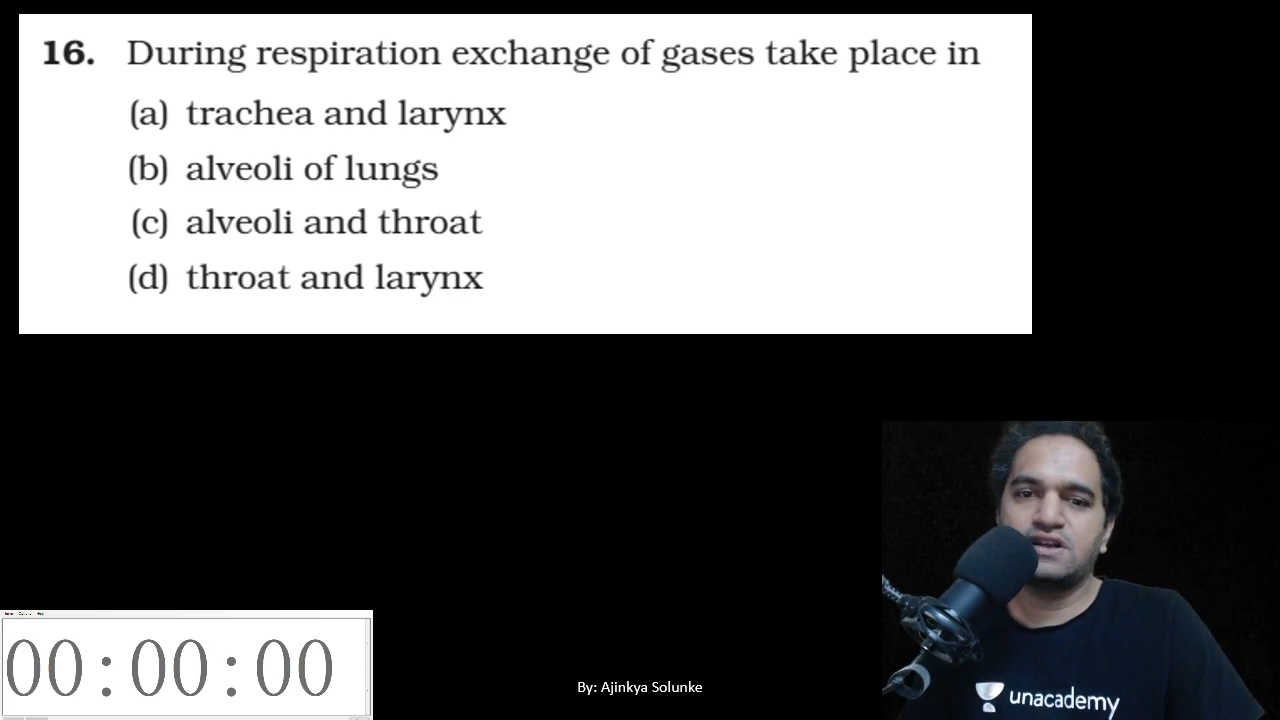 16. During respiration exchange of gases take place in
(a) trachea and larynx
(b) alveoli of lungs
(c) alveoli and throat
(d) throat and larynx
00:00:00
By: Ajinkya Solunke
unacademy